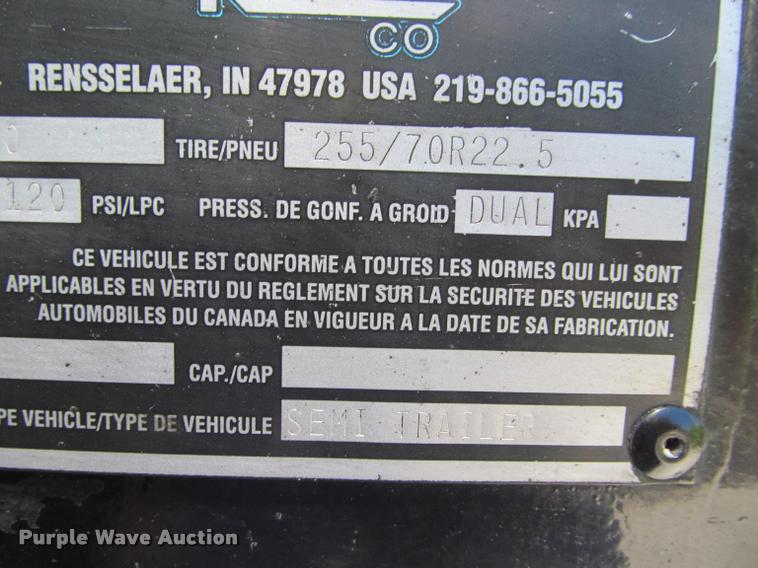 CO
RENSSELAER, IN 47978 USA 219-866-5055
0 TIRE/PNEU 255/70R22.5
120 PSI/LPC PRESS. DE GONF. A GROID DUAL KPA
CE VEHICULE EST CONFORME A TOUTES LES NORMES QUI LUI SONT
APPLICABLES EN VERTU DU REGLEMENT SUR LA SECURITE DES VEHICULES
AUTOMOBILES DU CANADA EN VIGUEUR A LA DATE DE SA FABRICATION.
CAP./CAP
PE VEHICLE/TYPE DE VEHICULE SEMI TRAILER
Purple Wave Auction